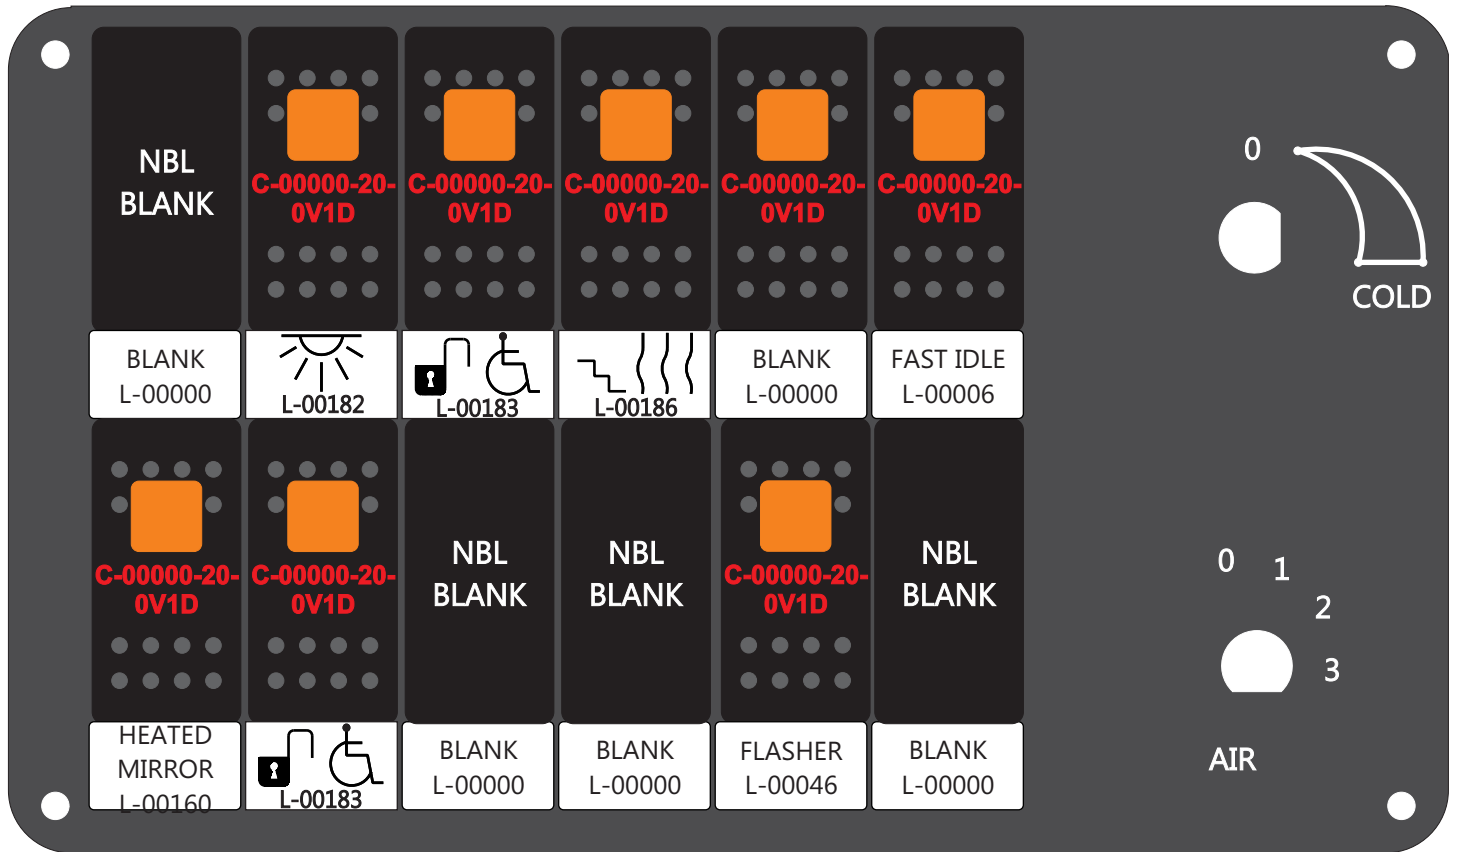 NBL
BLANK
C-00000-20-
0V1D
C-00000-20-
0V1D
C-00000-20-
0V1D
C-00000-20-
0V1D
C-00000-20-
0V1D
0
COLD
BLANK
L-00000
L-00182
L-00183
L-00186
BLANK
L-00000
FAST IDLE
L-00006
C-00000-20-
0V1D
C-00000-20-
0V1D
NBL
BLANK
NBL
BLANK
C-00000-20-
0V1D
NBL
BLANK
0
1
2
3
HEATED
MIRROR
L-00160
L-00183
BLANK
L-00000
BLANK
L-00000
FLASHER
L-00046
BLANK
L-00000
AIR